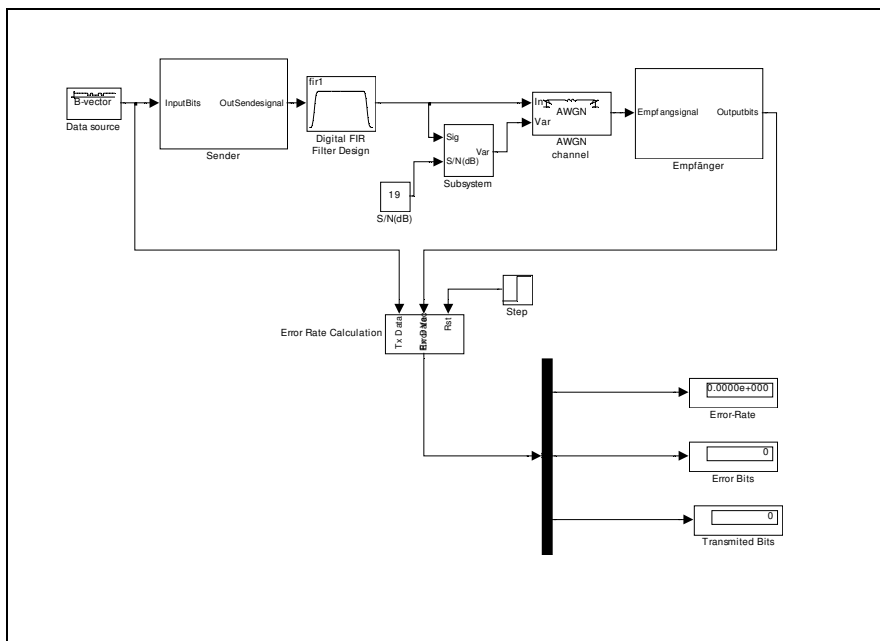 B-vector
Data source
InputBits
OutSendesignal
Sender
fir1
Digital FIR
Filter Design
Sig
S/N(dB)
Var
Subsystem
19
S/N(dB)
In
Var
AWGN
AWGN
channel
Empfangsignal
Outputbits
Empfänger
Error Rate Calculation
Tx Data
Rst
Step
0.0000e+000
Error-Rate
0
Error Bits
0
Transmited Bits